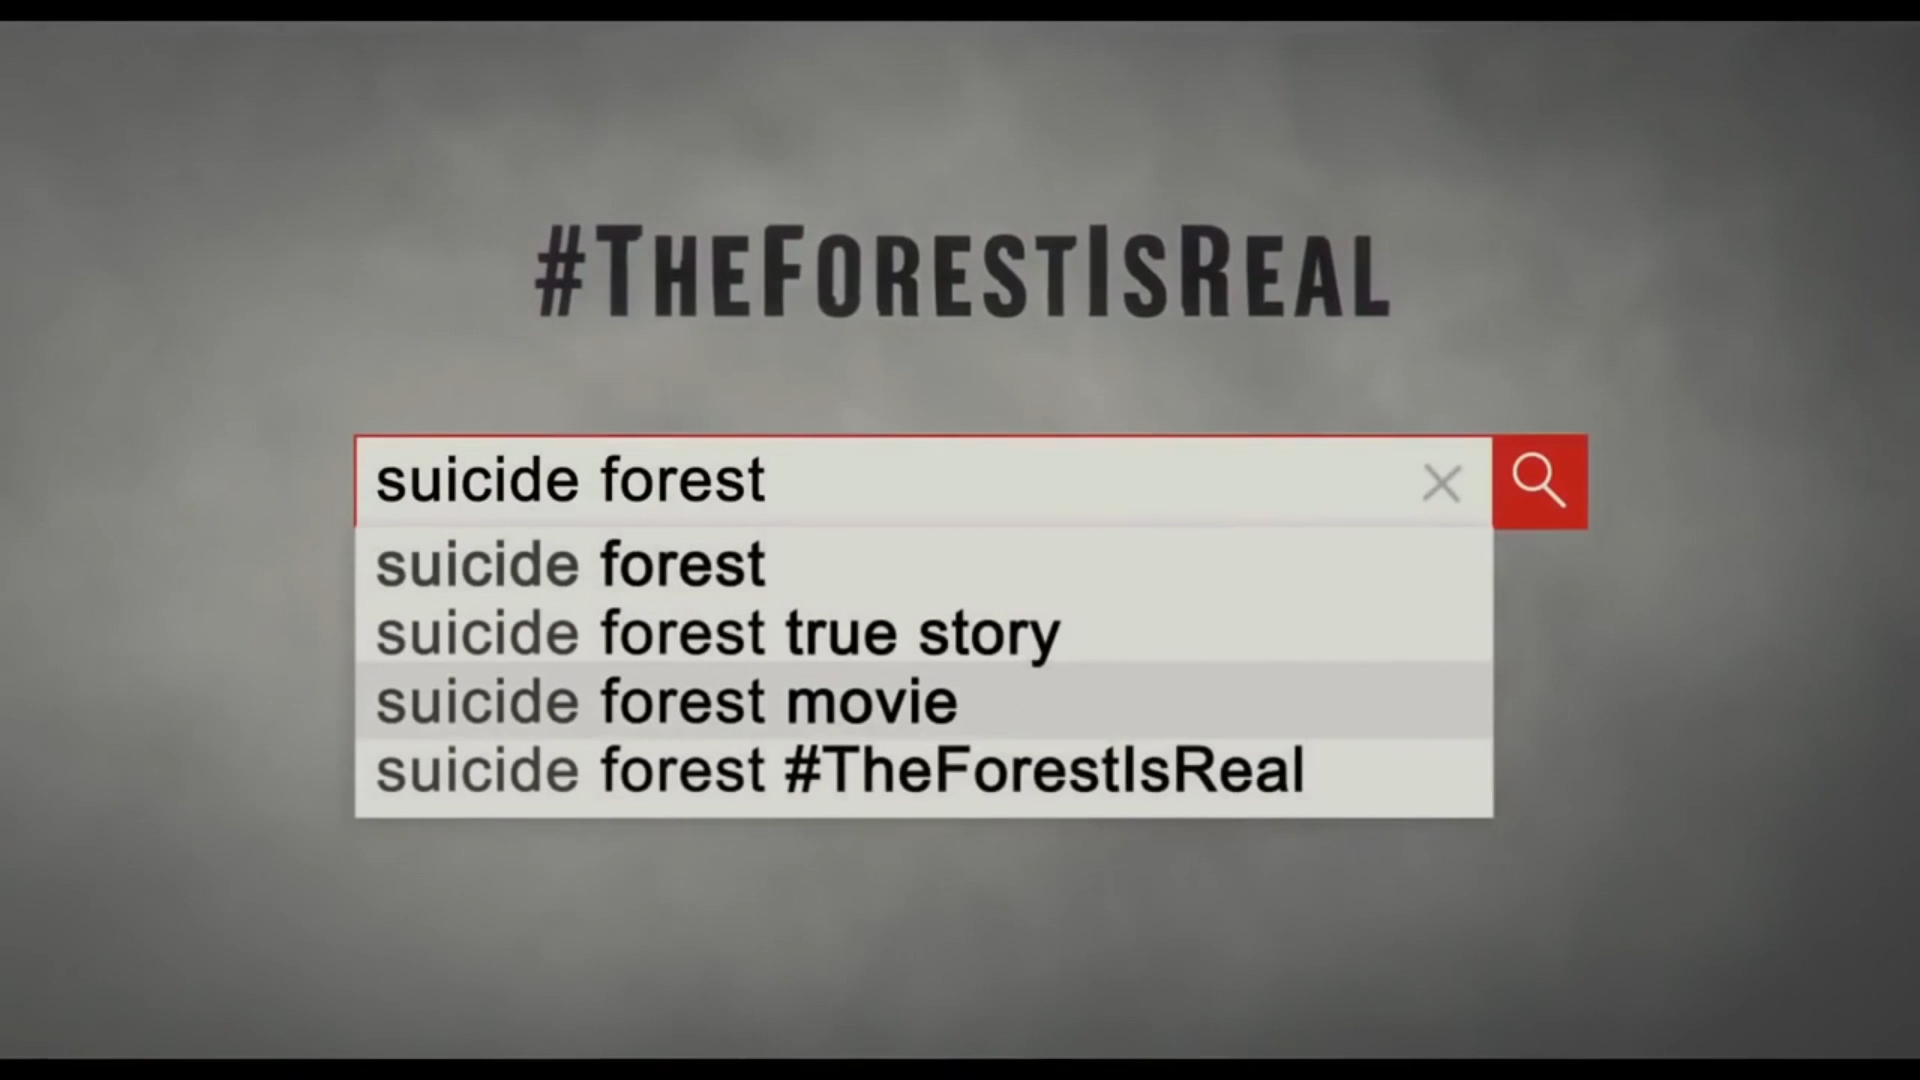 #TheForestIsReal
suicide forest
suicide forest
suicide forest true story
suicide forest movie
suicide forest #TheForestIsReal